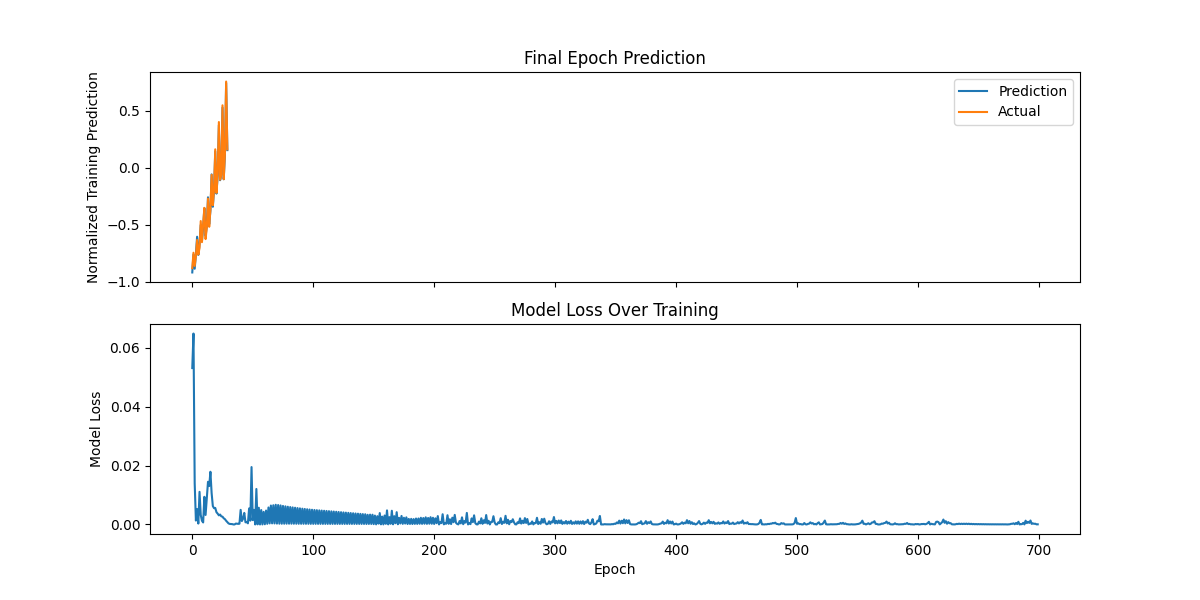 Final Epoch Prediction
Normalized Training Prediction
0.5
0.0
−0.5
−1.0
Prediction
Actual
Model Loss Over Training
Model Loss
0.06
0.04
0.02
0.00
0 100 200 300 400 500 600 700
Epoch